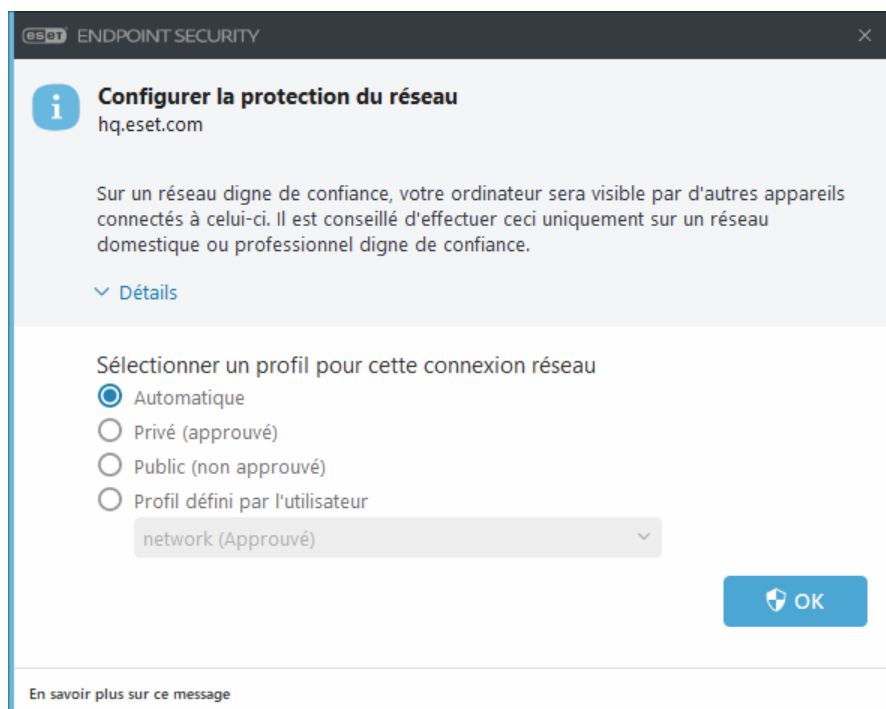 eset ENDPOINT SECURITY
Configurer la protection du réseau
hq.eset.com
Sur un réseau digne de confiance, votre ordinateur sera visible par d'autres appareils
connectés à celui-ci. Il est conseillé d'effectuer ceci uniquement sur un réseau
domestique ou professionnel digne de confiance.
Détails
Sélectionner un profil pour cette connexion réseau
Automatique
Privé (approuvé)
Public (non approuvé)
Profil défini par l'utilisateur
network (Approuvé)
OK
En savoir plus sur ce message